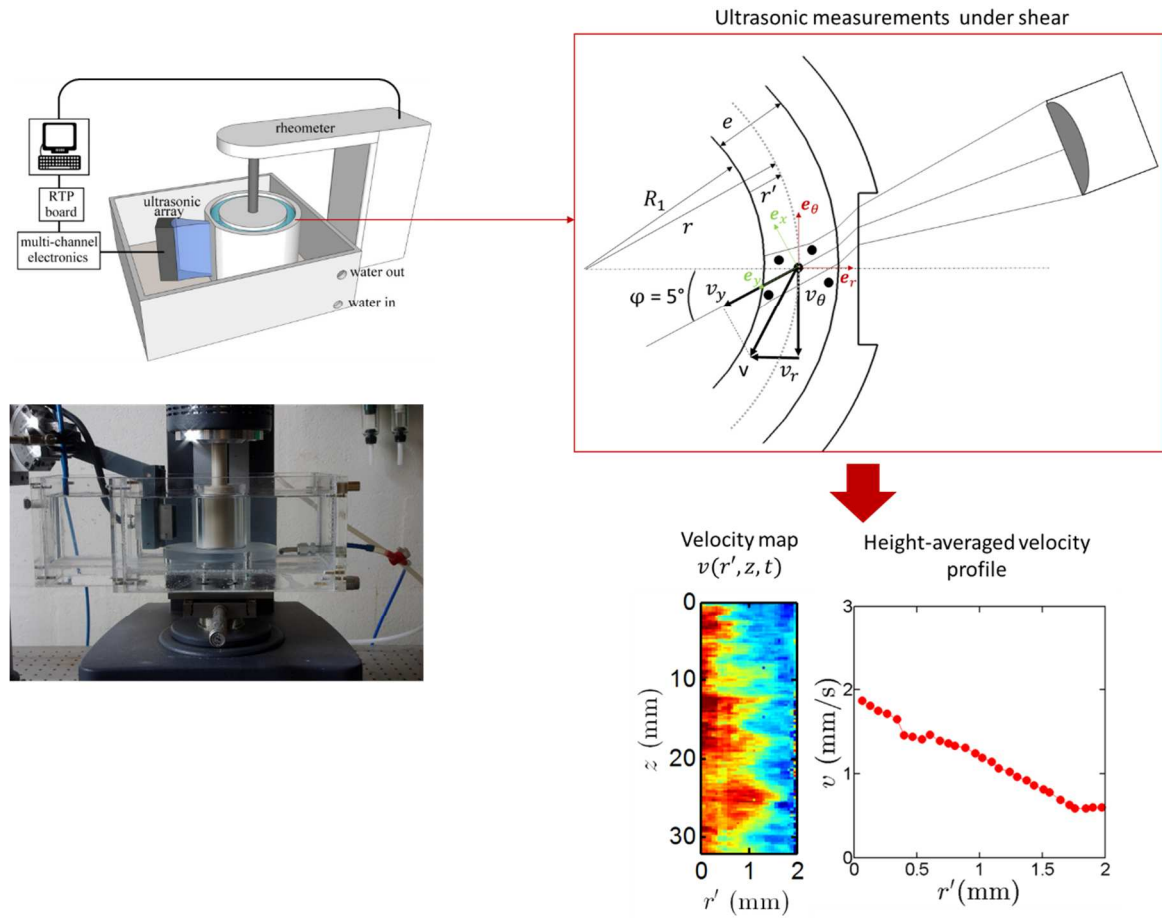 Ultrasonic measurements under shear
rheometer
RTP
board
multi-channel
electronics
ultrasonic
array
water out
water in
e
R₁
r
r'
e_x
e_θ
e_y
e_r
φ = 5°
v_y
v_θ
v
v_r
Velocity map
v(r', z, t)
Height-averaged velocity
profile
0
10
20
30
z (mm)
0 1 2
r' (mm)
3
2
1
0
v (mm/s)
0 0.5 1 1.5 2
r'(mm)